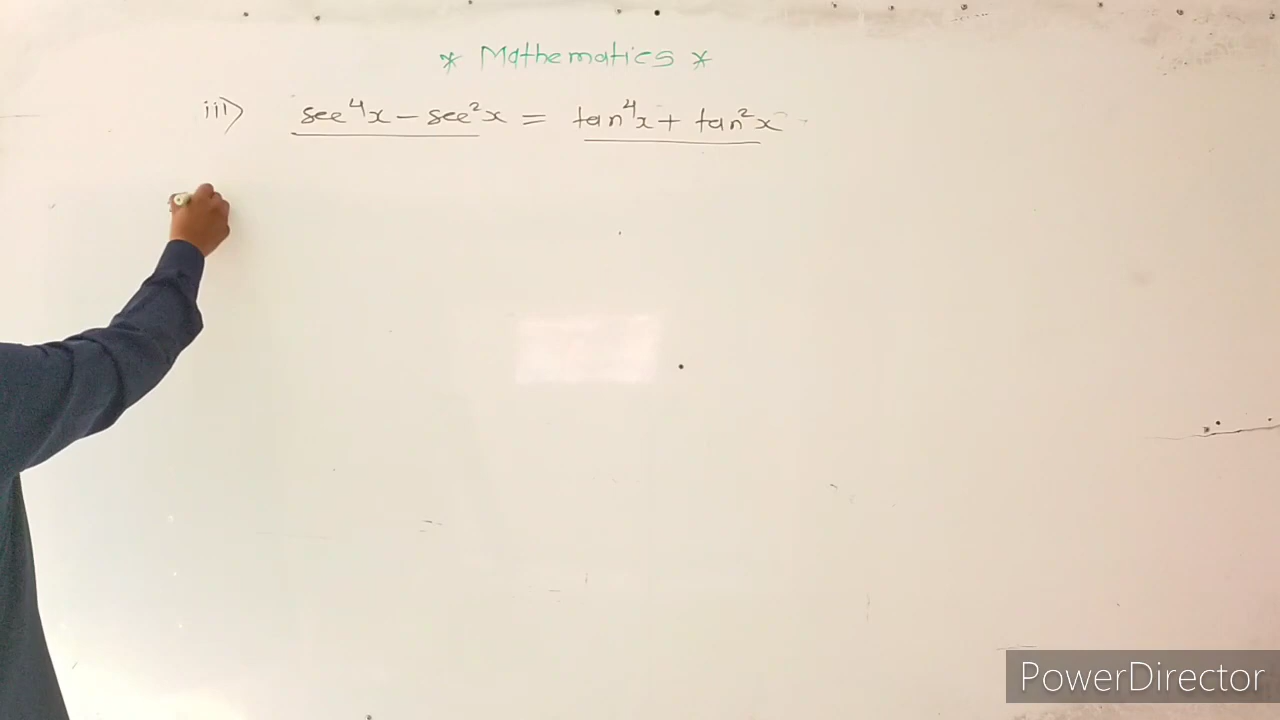 * Mathematics *
iii) sec⁴x - sec²x = tan⁴x + tan²x
PowerDirector